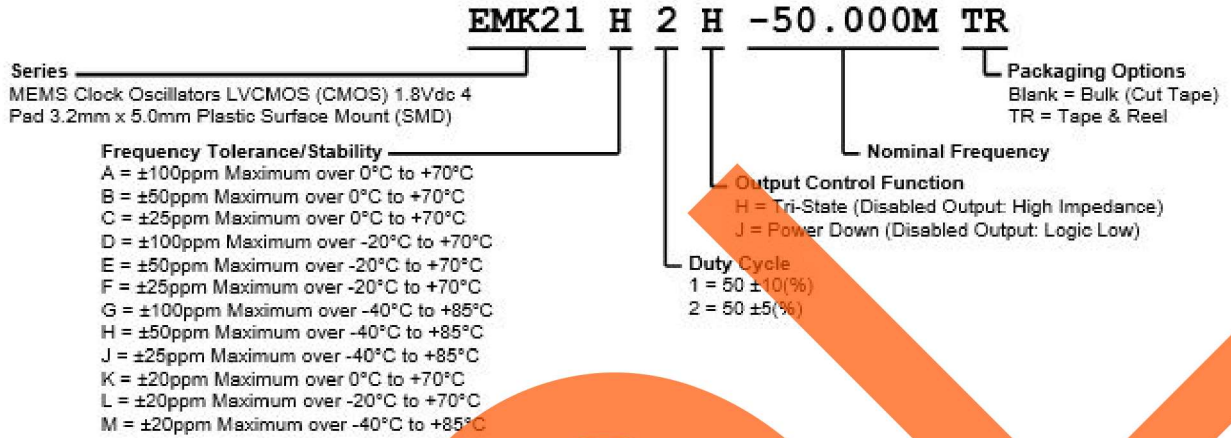 EMK21 H 2 H -50.000M TR
Series
MEMS Clock Oscillators LVCMOS (CMOS) 1.8Vdc 4
Pad 3.2mm x 5.0mm Plastic Surface Mount (SMD)
Frequency Tolerance/Stability
A = ±100ppm Maximum over 0°C to +70°C
B = ±50ppm Maximum over 0°C to +70°C
C = ±25ppm Maximum over 0°C to +70°C
D = ±100ppm Maximum over -20°C to +70°C
E = ±50ppm Maximum over -20°C to +70°C
F = ±25ppm Maximum over -20°C to +70°C
G = ±100ppm Maximum over -40°C to +85°C
H = ±50ppm Maximum over -40°C to +85°C
J = ±25ppm Maximum over -40°C to +85°C
K = ±20ppm Maximum over 0°C to +70°C
L = ±20ppm Maximum over -20°C to +70°C
M = ±20ppm Maximum over -40°C to +85°C
Duty Cycle
1 = 50 ±10(%)
2 = 50 ±5(%)
Output Control Function
H = Tri-State (Disabled Output: High Impedance)
J = Power Down (Disabled Output: Logic Low)
Nominal Frequency
Packaging Options
Blank = Bulk (Cut Tape)
TR = Tape & Reel